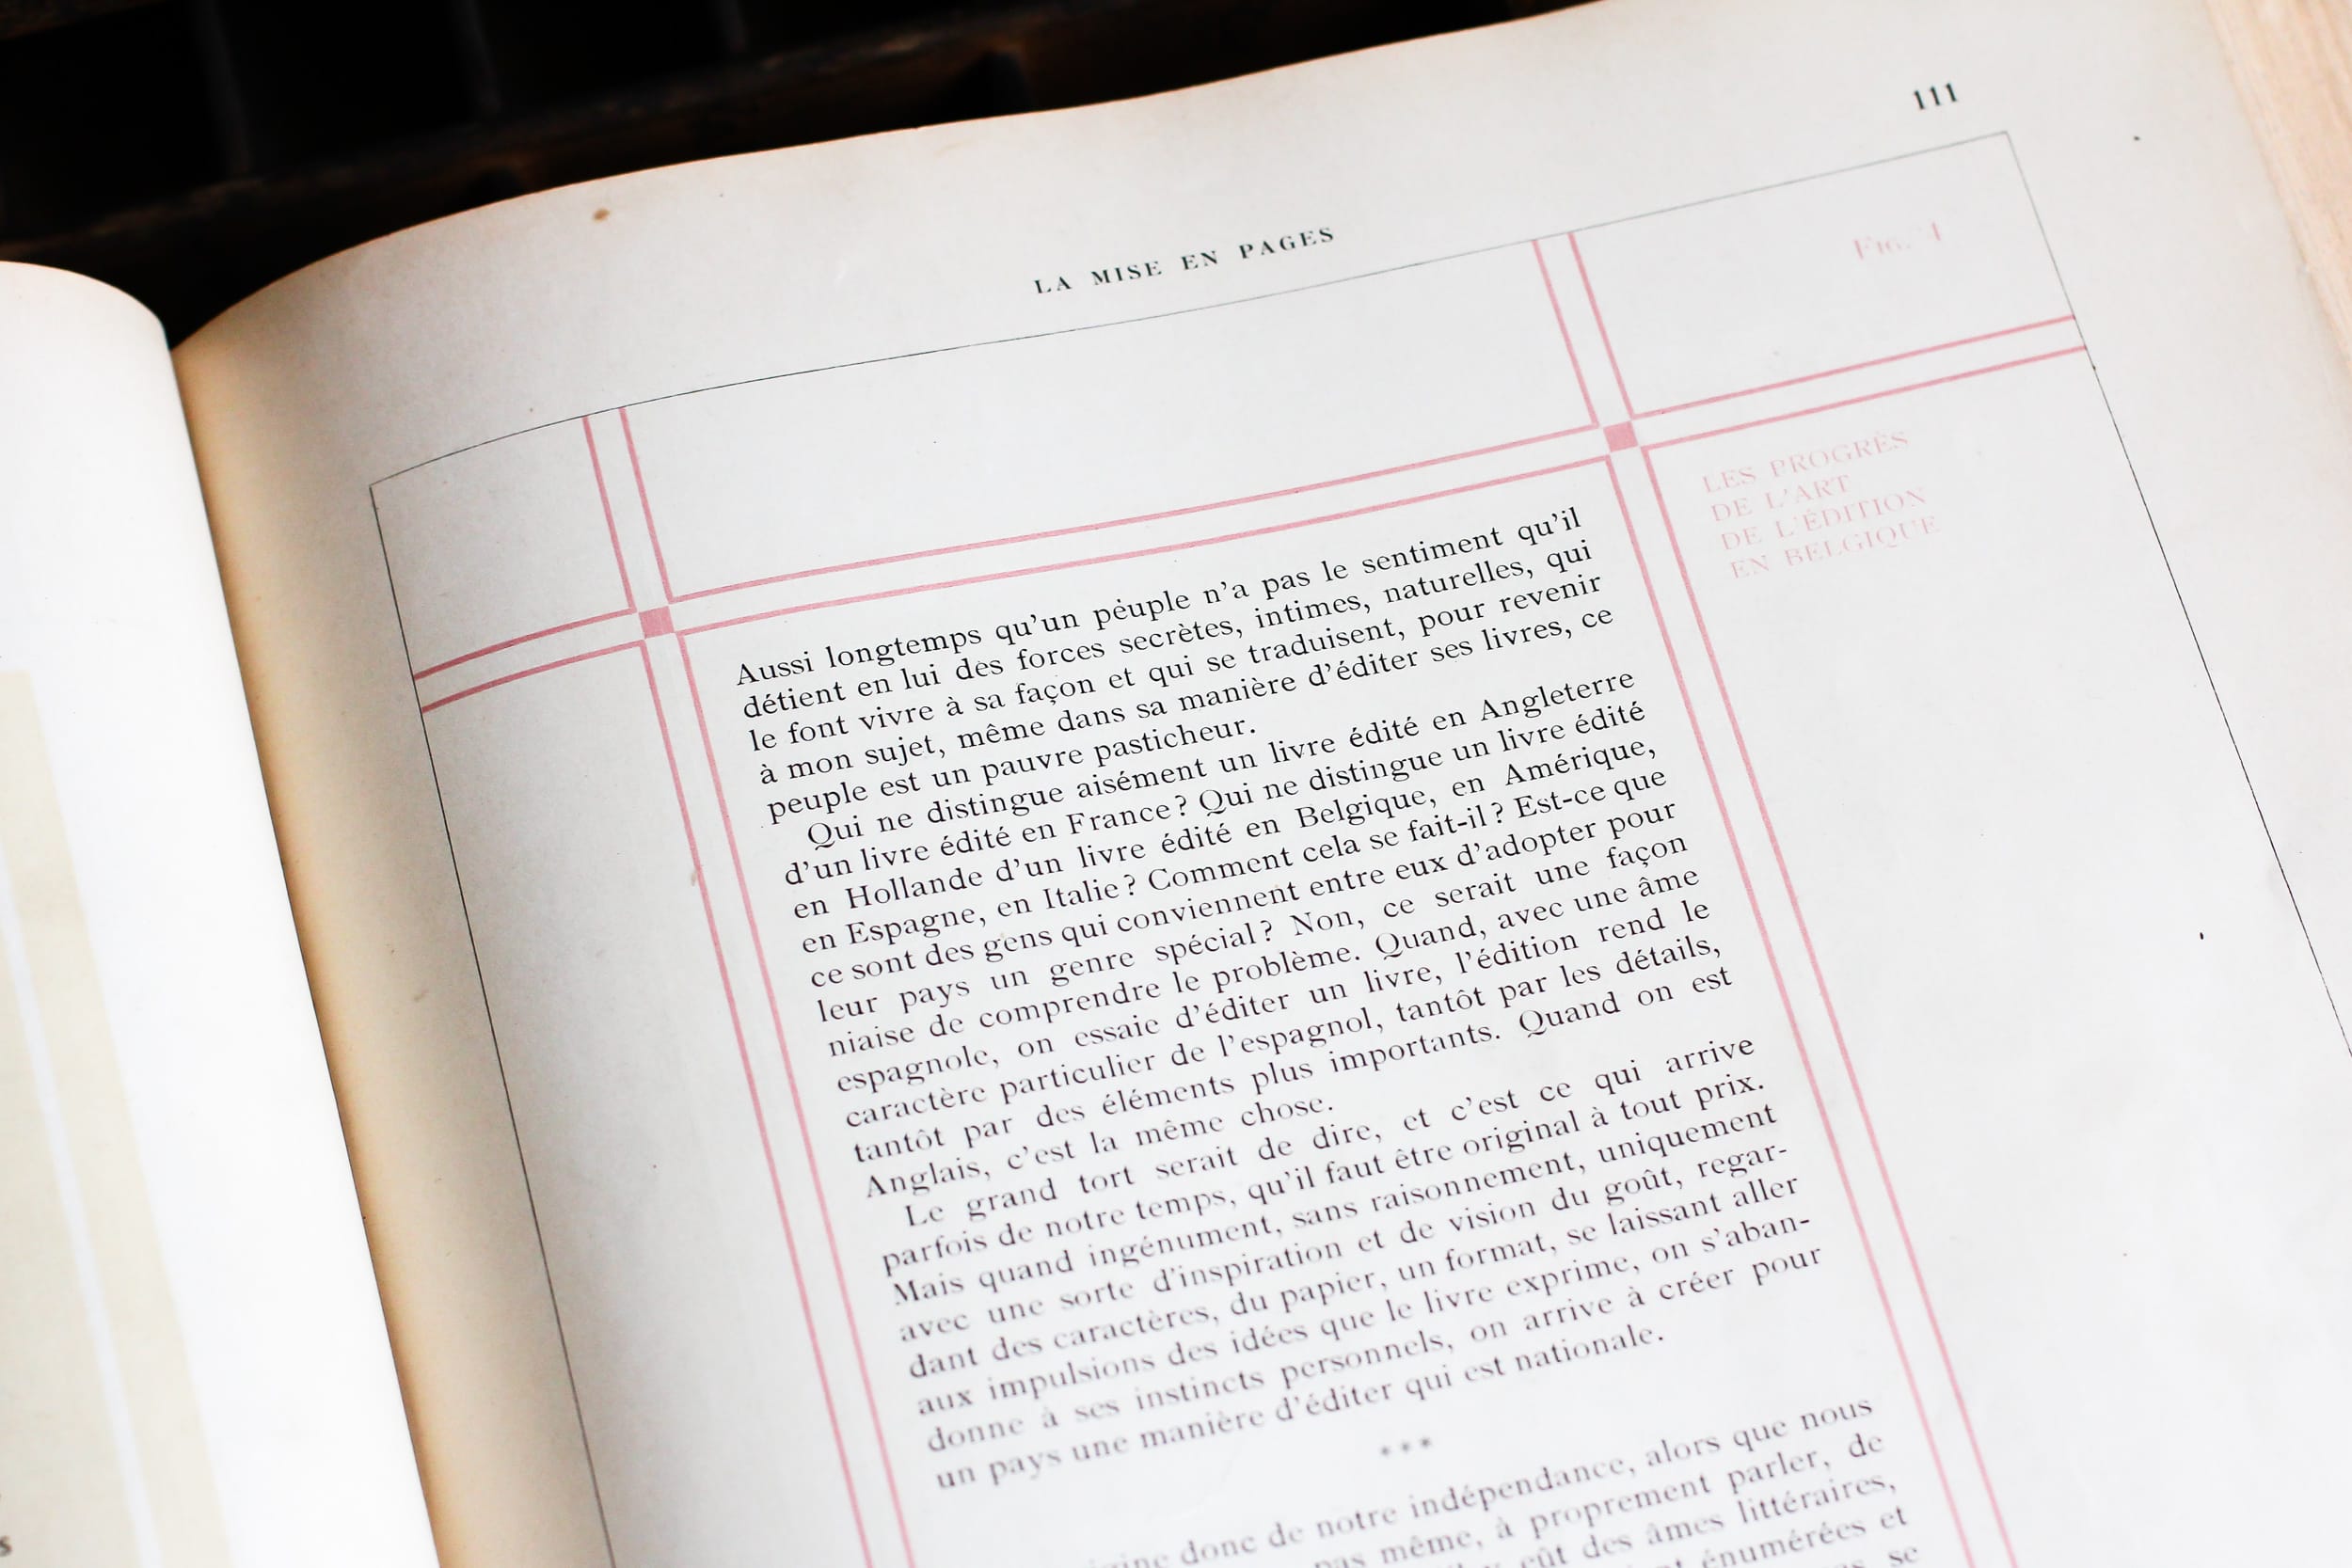 111
LA MISE EN PAGES
FIG. 4
LES PROGRÈS
DE L'ART
DE L'ÉDITION
EN BELGIQUE
Aussi longtemps qu'un peuple n'a pas le sentiment qu'il
détient en lui des forces secrètes, intimes, naturelles, qui
le font vivre à sa façon et qui se traduisent, pour revenir
à mon sujet, même dans sa manière d'éditer ses livres, ce
peuple est un pauvre pasticheur.
Qui ne distingue aisément un livre édité en Angleterre
d'un livre édité en France? Qui ne distingue un livre édité
en Hollande d'un livre édité en Belgique, en Amérique,
en Espagne, en Italie? Comment cela se fait-il? Est-ce que
ce sont des gens qui conviennent entre eux d'adopter pour
leur pays un genre spécial? Non, ce serait une façon
niaise de comprendre le problème. Quand, avec une âme
espagnole, on essaie d'éditer un livre, l'édition rend le
caractère particulier de l'espagnol, tantôt par les détails,
tantôt par des éléments plus importants. Quand on est
Anglais, c'est la même chose.
Le grand tort serait de dire, et c'est ce qui arrive
parfois de notre temps, qu'il faut être original à tout prix.
Mais quand ingénument, sans raisonnement, uniquement
avec une sorte d'inspiration et de vision du goût, regar-
dant des caractères, du papier, un format, se laissant aller
aux impulsions des idées que le livre exprime, on s'aban-
donne à ses instincts personnels, on arrive à créer pour
un pays une manière d'éditer qui est nationale.
***
donc de notre indépendance, alors que nous
pas même, à proprement parler, de
eût des âmes littéraires,
énumérées et
se